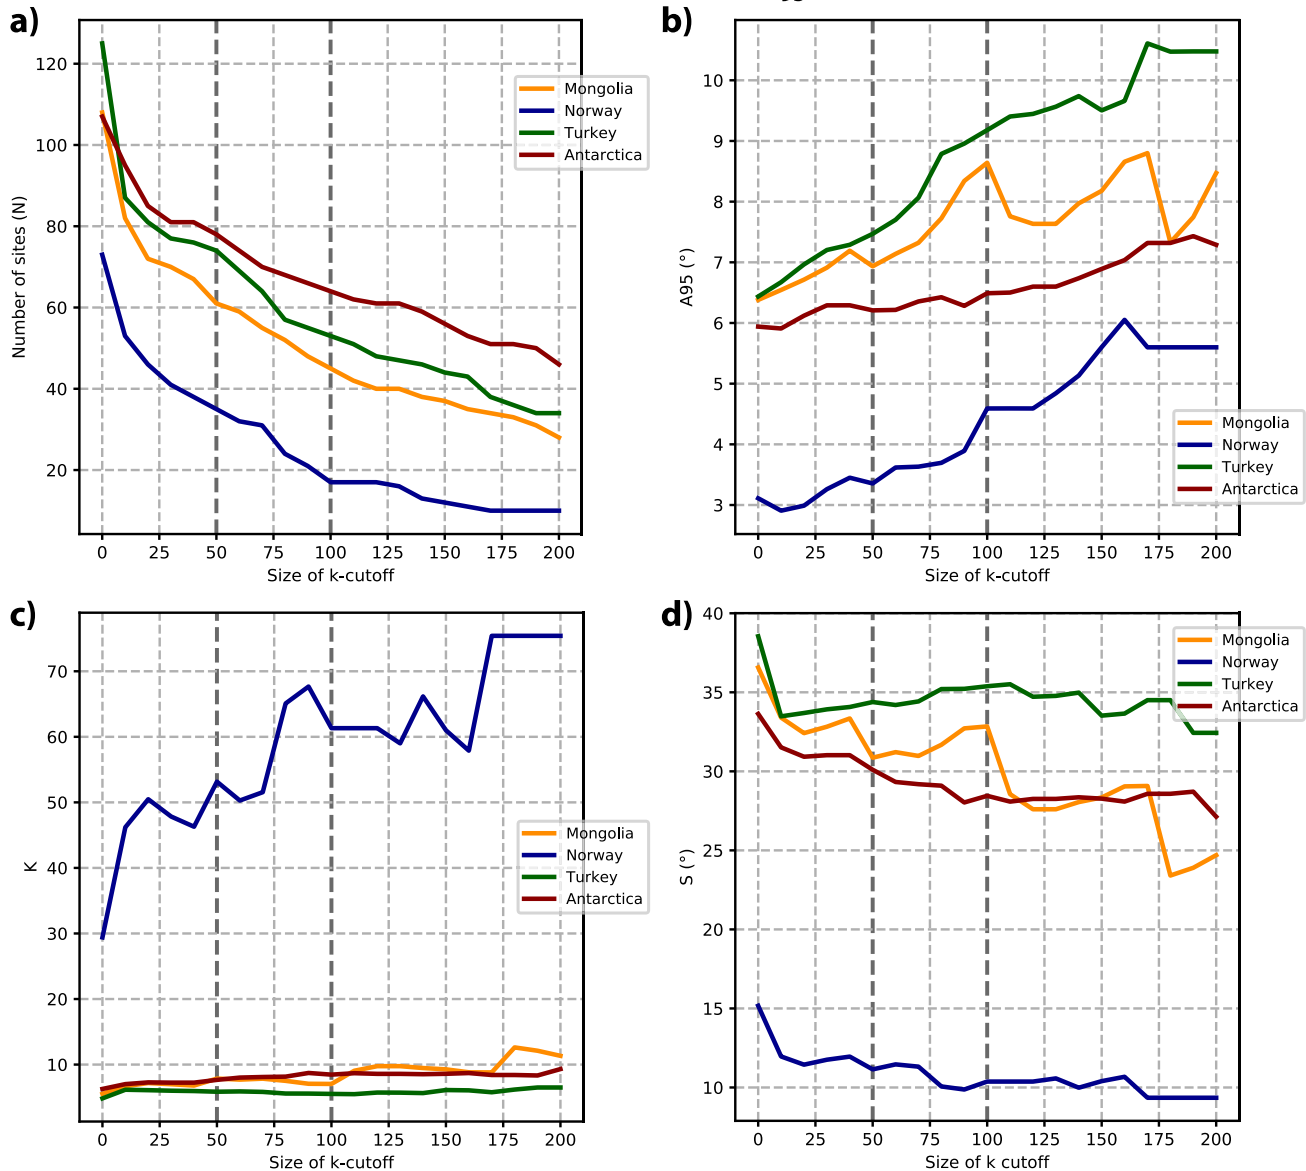 a)
120
100
80
60
40
20
Number of sites (N)
0 25 50 75 100 125 150 175 200
Size of k-cutoff
Mongolia
Norway
Turkey
Antarctica
b)
10
9
8
7
6
5
4
3
A95 (°)
0 25 50 75 100 125 150 175 200
Size of k-cutoff
Mongolia
Norway
Turkey
Antarctica
c)
70
60
50
40
30
20
10
K
0 25 50 75 100 125 150 175 200
Size of k-cutoff
Mongolia
Norway
Turkey
Antarctica
d)
40
35
30
25
20
15
10
S (°)
0 25 50 75 100 125 150 175 200
Size of k cutoff
Mongolia
Norway
Turkey
Antarctica